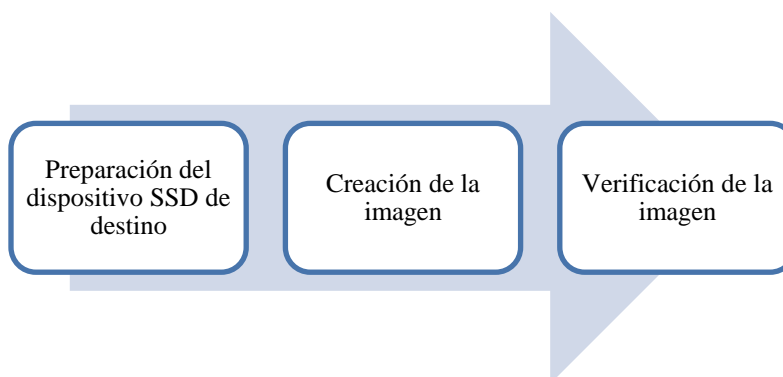 Preparación del
dispositivo SSD de
destino
Creación de la
imagen
Verificación de la
imagen